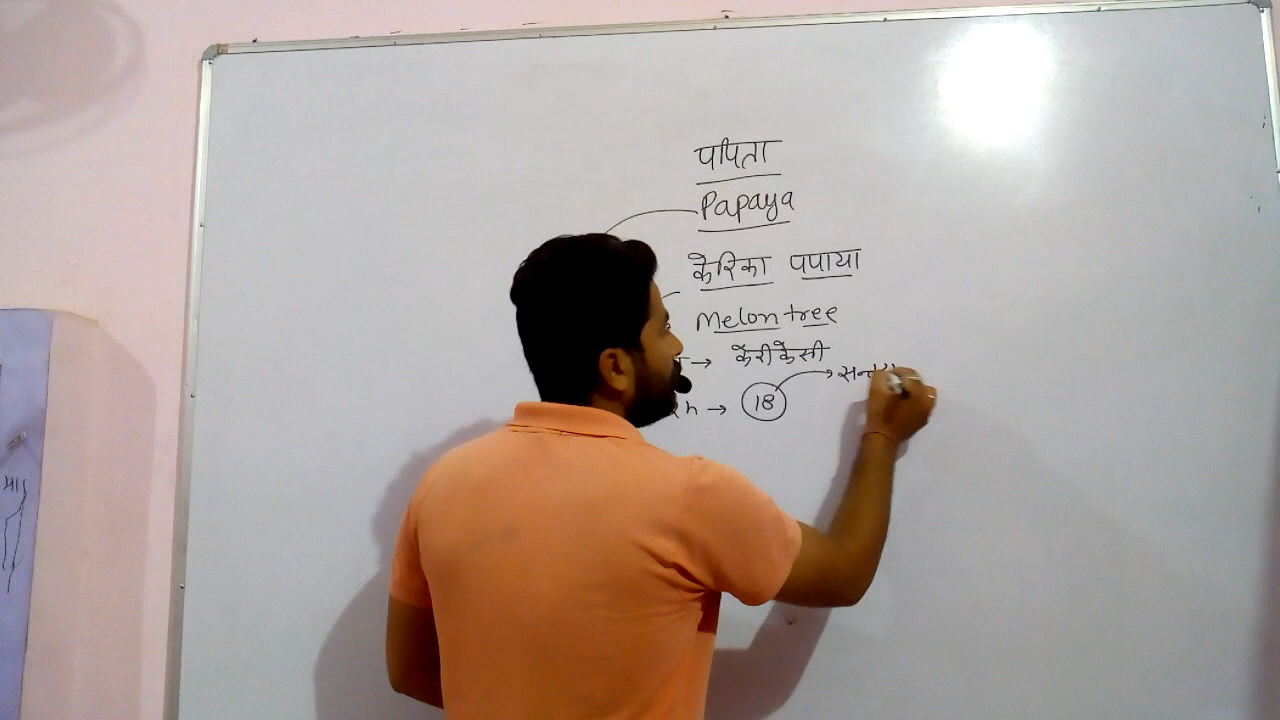 पपिता
Papaya
कैरिका पपाया
Melon tree
→ कैरीकेसी
→ 18 →